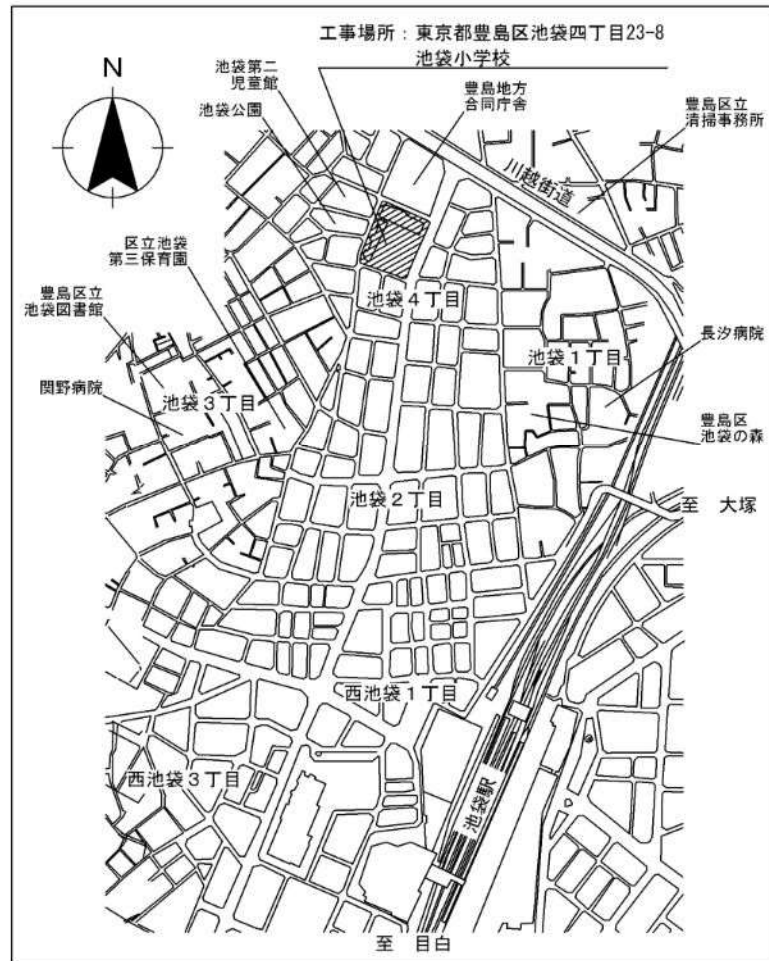 工事場所：東京都豊島区池袋四丁目23-8
池袋小学校
N
池袋第二
児童館
池袋公園
豊島地方
合同庁舎
豊島区立
清掃事務所
川越街道
区立池袋
第三保育園
豊島区立
池袋図書館
関野病院
池袋4丁目
池袋1丁目
長汐病院
池袋3丁目
豊島区
池袋の森
池袋2丁目
至 大塚
西池袋1丁目
西池袋3丁目
池袋駅
至 目白